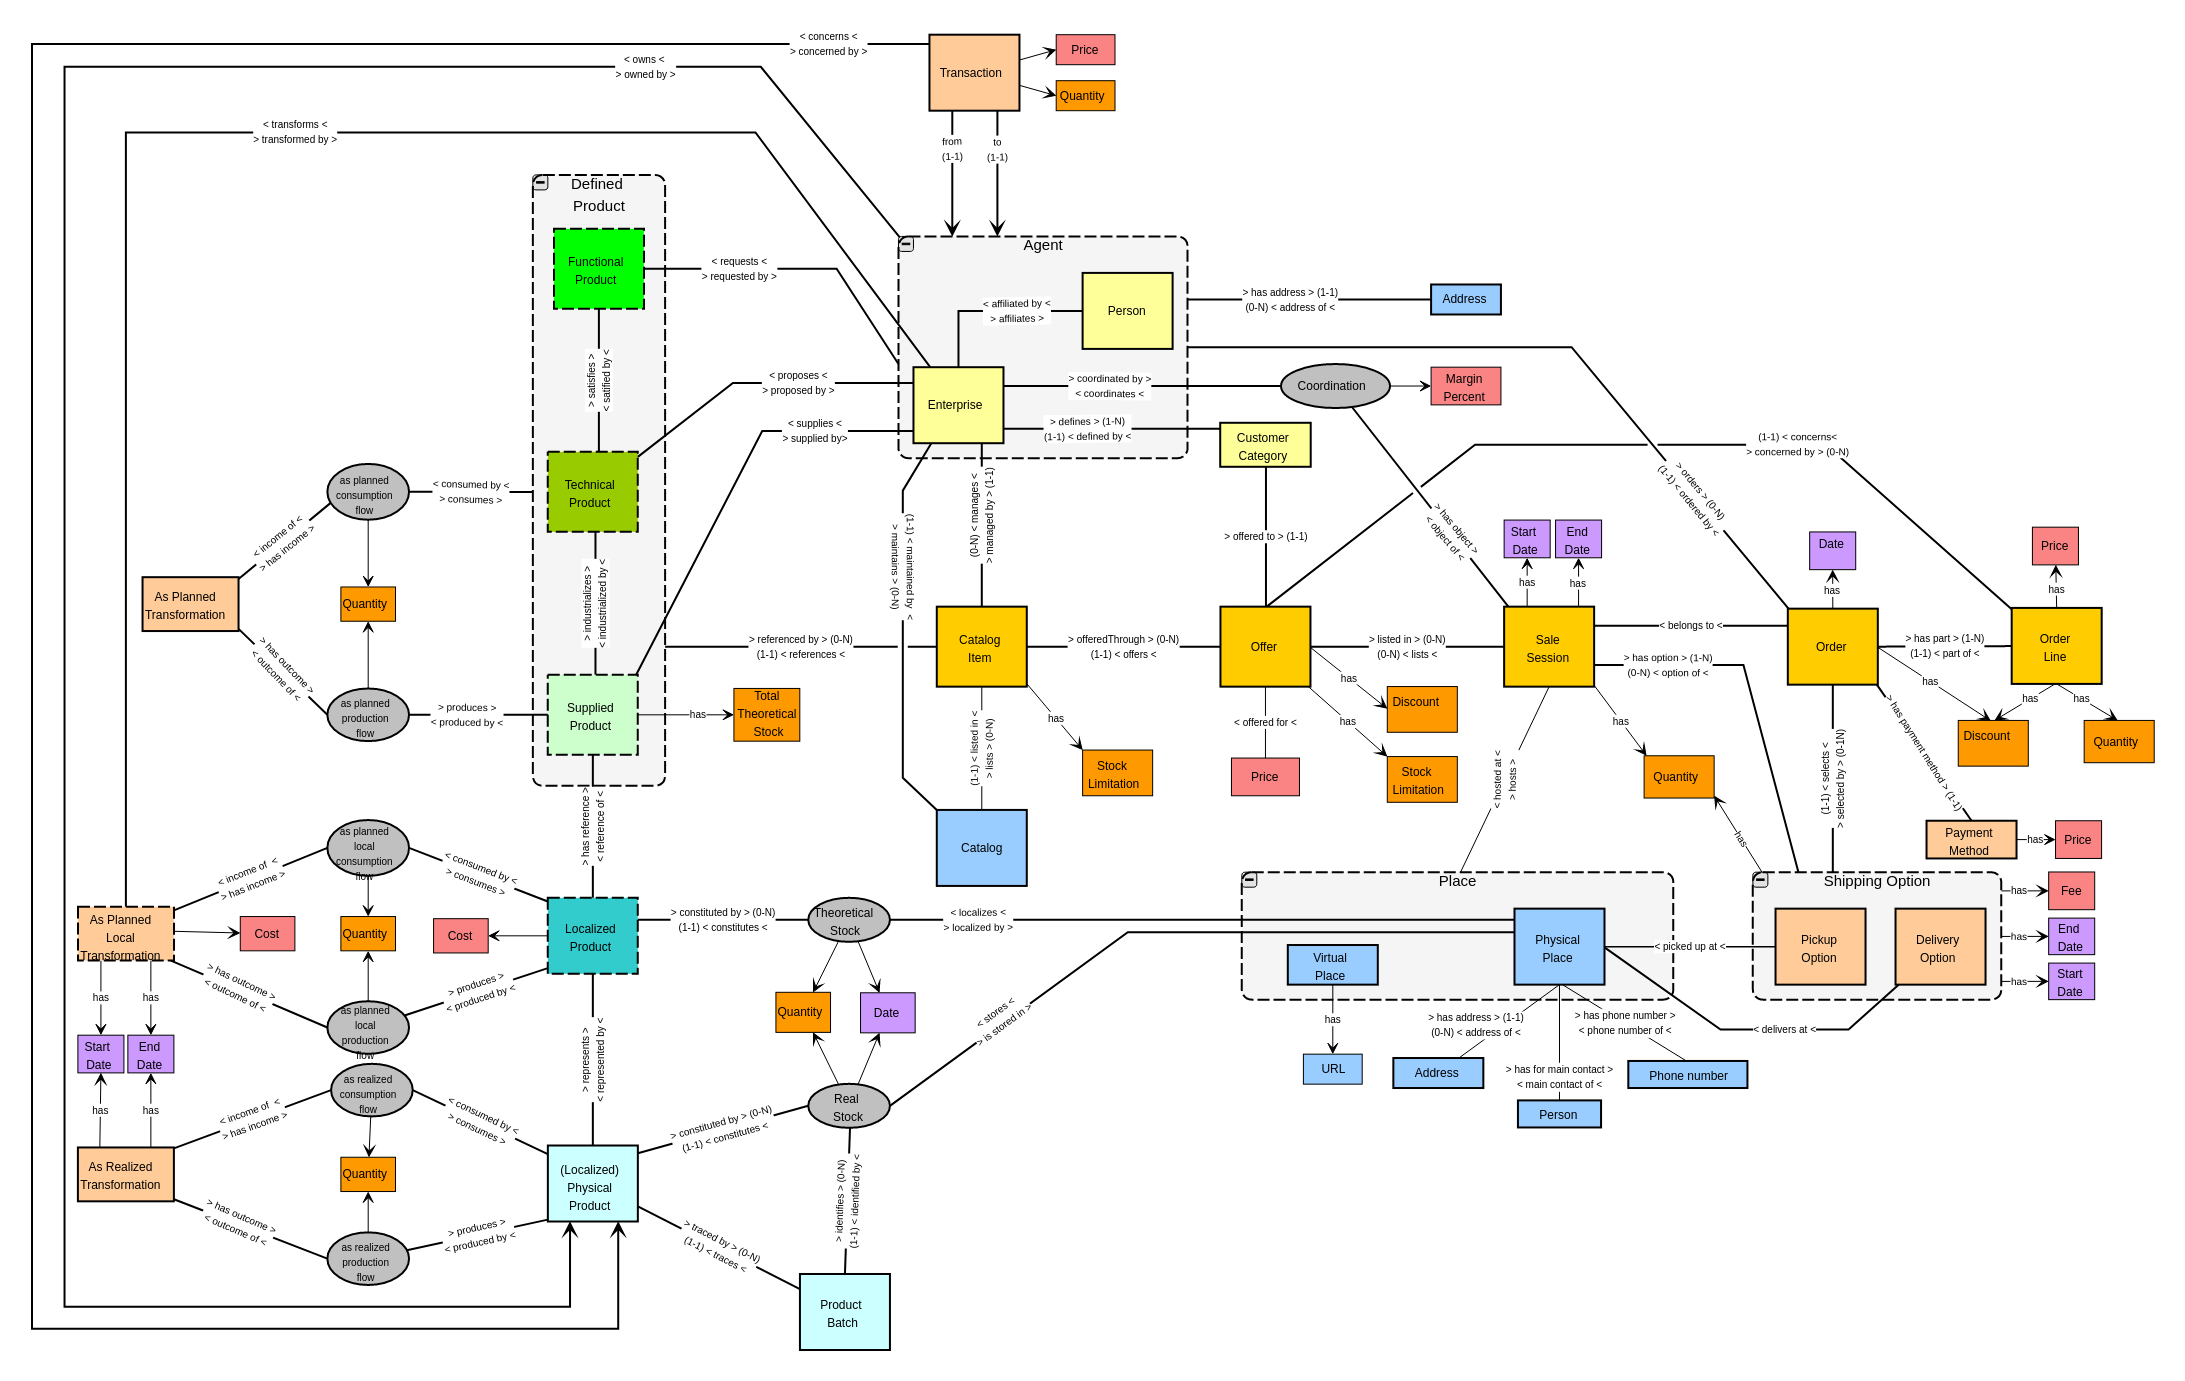 < concerns <
> concerned by >
< owns <
> owned by >
Transaction
Price
Quantity
< transforms <
> transformed by >
from
(1-1)
to
(1-1)
Defined
Product
Agent
Functional
Product
< requests <
> requested by >
< affiliated by <
> affiliates >
Person
> has address > (1-1)
(0-N) < address of <
Address
> satisfies >
< satified by <
< proposes <
> proposed by >
Enterprise
> coordinated by >
< coordinates <
Coordination
Margin
Percent
< supplies <
> supplied by>
> defines > (1-N)
(1-1) < defined by <
Customer
Category
(1-1) < concerns<
> concerned by > (0-N)
as planned
consumption
flow
< consumed by <
> consumes >
Technical
Product
(0-N) < manages <
> managed by > (1-1)
(1-1) < maintained by <
> maintains > (0-N)
> offered to > (1-1)
> has object >
< object of <
> orders > (0-N)
(1-1) < ordered by <
Start
Date
End
Date
Date
Price
< income of <
> has income >
has
has
has
has
As Planned
Transformation
Quantity
> industrializes >
< industrialized by <
> has outcome >
< outcome of <
> referenced by > (0-N)
(1-1) < references <
Catalog
Item
> offeredThrough > (0-N)
(1-1) < offers <
Offer
> listed in > (0-N)
(0-N) < lists <
Sale
Session
< belongs to <
> has option > (1-N)
(0-N) < option of <
Order
> has part > (1-N)
(1-1) < part of <
Order
Line
as planned
production
flow
> produces >
< produced by <
Supplied
Product
has
Total
Theoretical
Stock
(1-1) < listed in <
> lists > (0-N)
has
Stock
Limitation
< offered for <
Price
has
Discount
has
Stock
Limitation
< hosted at <
> hosts >
has
Quantity
has
(1-1) < selects <
> selected by > (0-1N)
> has payment method > (1-1)
has
Discount
has
has
Quantity
> has reference >
< reference of <
Catalog
Payment
Method
has
Price
as planned
local
consumption
flow
< income of  <
> has income >
< consumed by <
> consumes >
As Planned
Local
Transformation
Cost
Quantity
Cost
Localized
Product
> constituted by > (0-N)
(1-1) < constitutes <
Theoretical
Stock
< localizes <
> localized by >
Place
Virtual
Place
Physical
Place
< picked up at <
Shipping Option
Pickup
Option
Delivery
Option
has
Fee
has
End
Date
has
Start
Date
> has outcome >
< outcome of <
> produces >
< produced by <
has
has
as planned
local
production
flow
Quantity
Date
< stores <
> is stored in >
has
URL
> has address > (1-1)
(0-N) < address of <
Address
> has phone number >
< phone number of <
Phone number
> has for main contact >
< main contact of <
Person
< delivers at <
Start
Date
End
Date
has
has
> represents >
< represented by <
as realized
consumption
flow
< income of  <
> has income >
< consumed by <
> consumes >
Real
Stock
> constituted by > (0-N)
(1-1) < constitutes <
As Realized
Transformation
Quantity
(Localized)
Physical
Product
> identifies > (0-N)
(1-1) < identified by <
> has outcome >
< outcome of <
> produces >
< produced by <
as realized
production
flow
> traced by > (0-N)
(1-1) < traces <
Product
Batch